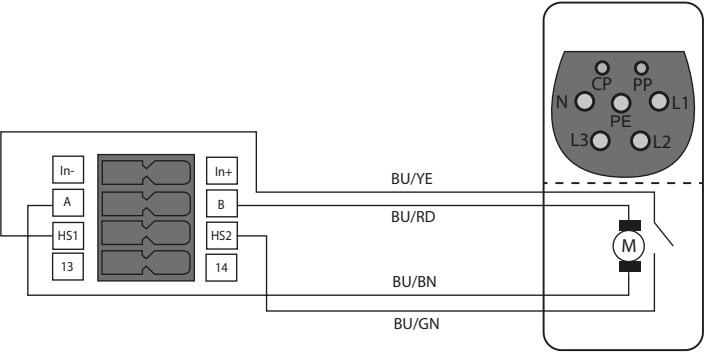 CP PP
N L1
PE
L3 L2
In- In+
BU/YE
A B
BU/RD
HS1 HS2
M
13 14
BU/BN
BU/GN